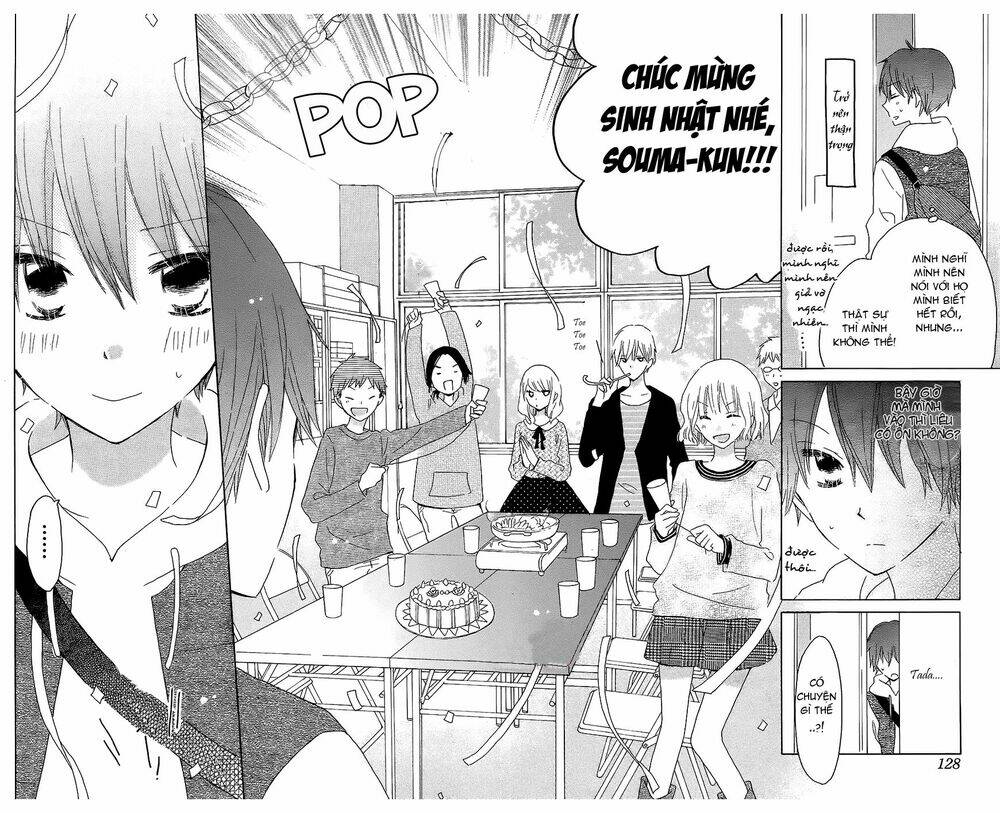 Trở
nên
thận
trọng
MÌNH NGHĨ
MÌNH NÊN
NÓI VỚI HỌ
MÌNH BIẾT
HẾT RỒI,
NHƯNG...
THẬT SỰ
THÌ MÌNH
KHÔNG THỂ!
được rồi,
mình nghĩ
mình nên
giả vờ
ngạc
nhiên...
BÂY GIỜ
MÀ MÌNH
VÀO THÌ LIỆU
CÓ ỔN KHÔNG?
được
thôi...
Tada....
CÓ
CHUYỆN
GÌ THẾ
..?!
128
CHÚC MỪNG
SINH NHẬT NHÉ,
SOUMA-KUN!!!
POP
Toe
Toe
Toe
......